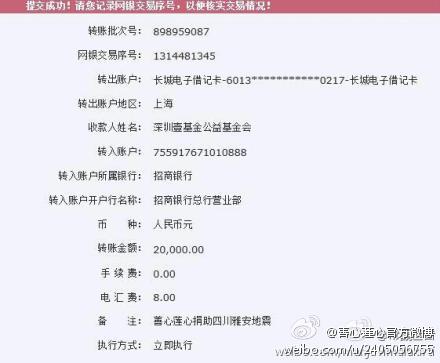 提交成功!请您记录网银交易序号,以便核实交易情况!
转账批次号: 898959087
网银交易序号: 1314481345
转出账户: 长城电子借记卡-6013***********0217-长城电子借记卡
转出账户地区: 上海
收款人姓名: 深圳壹基金公益基金会
转入账户: 755917671010888
转入账户所属银行: 招商银行
转入账户开户行名称: 招商银行总行营业部
币 种: 人民币元
转账金额: 20,000.00
手 续 费: 0.00
电 汇 费: 8.00
备 注: 善心莲心捐助四川雅安地震
执行方式: 立即执行
@善心莲心官方微博
weibo.com/u/2405056755